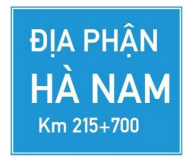 ĐỊA PHẬN
HÀ NAM
Km 215+700